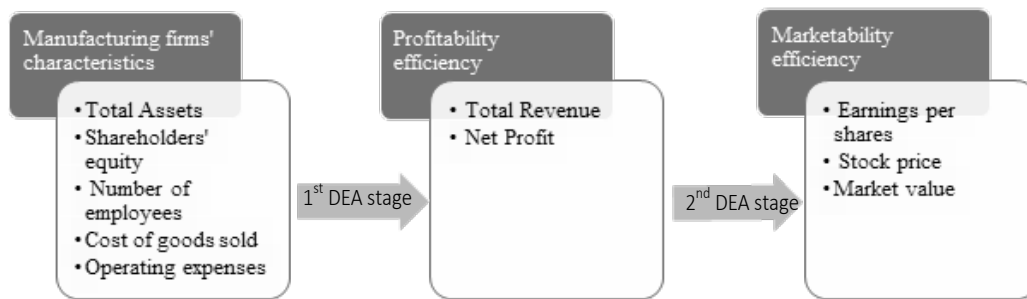 Manufacturing firms'
characteristics
• Total Assets
• Shareholders'
equity
• Number of
employees
• Cost of goods sold
• Operating expenses
1st DEA stage
Profitability
efficiency
• Total Revenue
• Net Profit
2nd DEA stage
Marketability
efficiency
• Earnings per
shares
• Stock price
• Market value